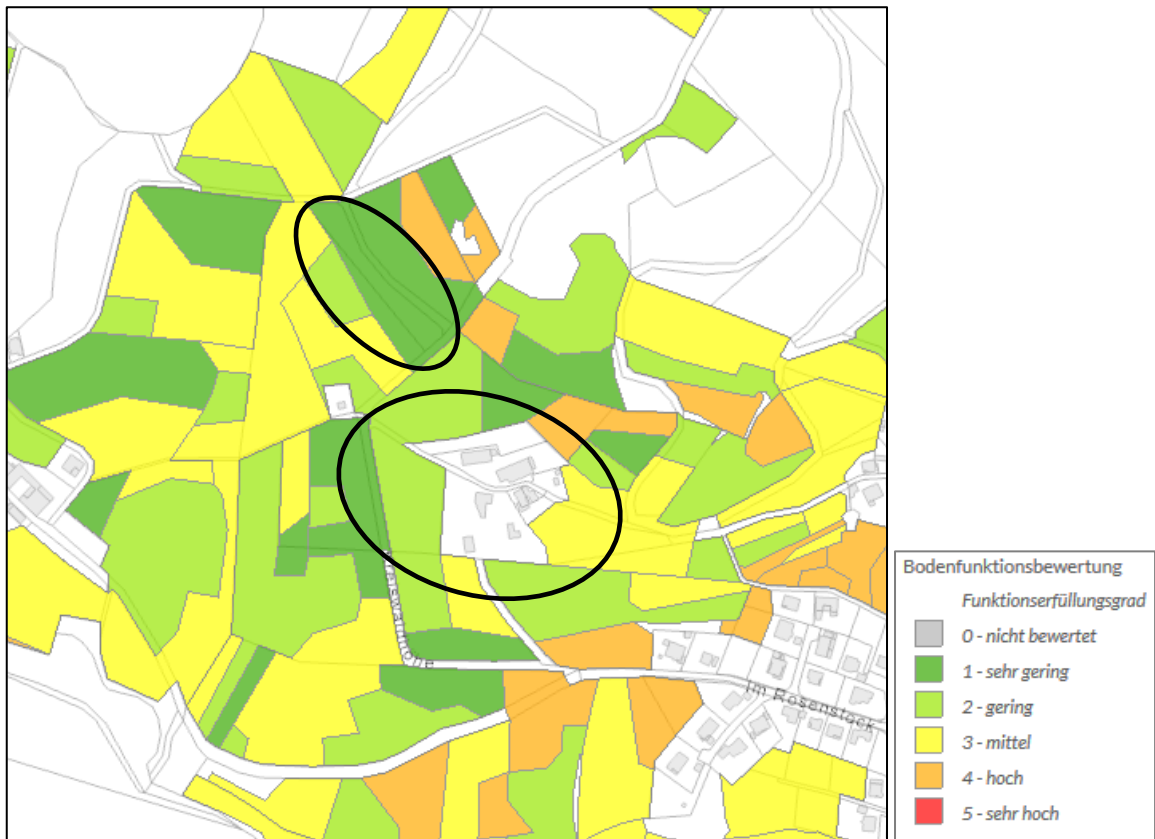 Kreiswaldhöhe
Im Rosenstock
Bodenfunktionsbewertung
Funktionserfüllungsgrad
0 - nicht bewertet
1 - sehr gering
2 - gering
3 - mittel
4 - hoch
5 - sehr hoch